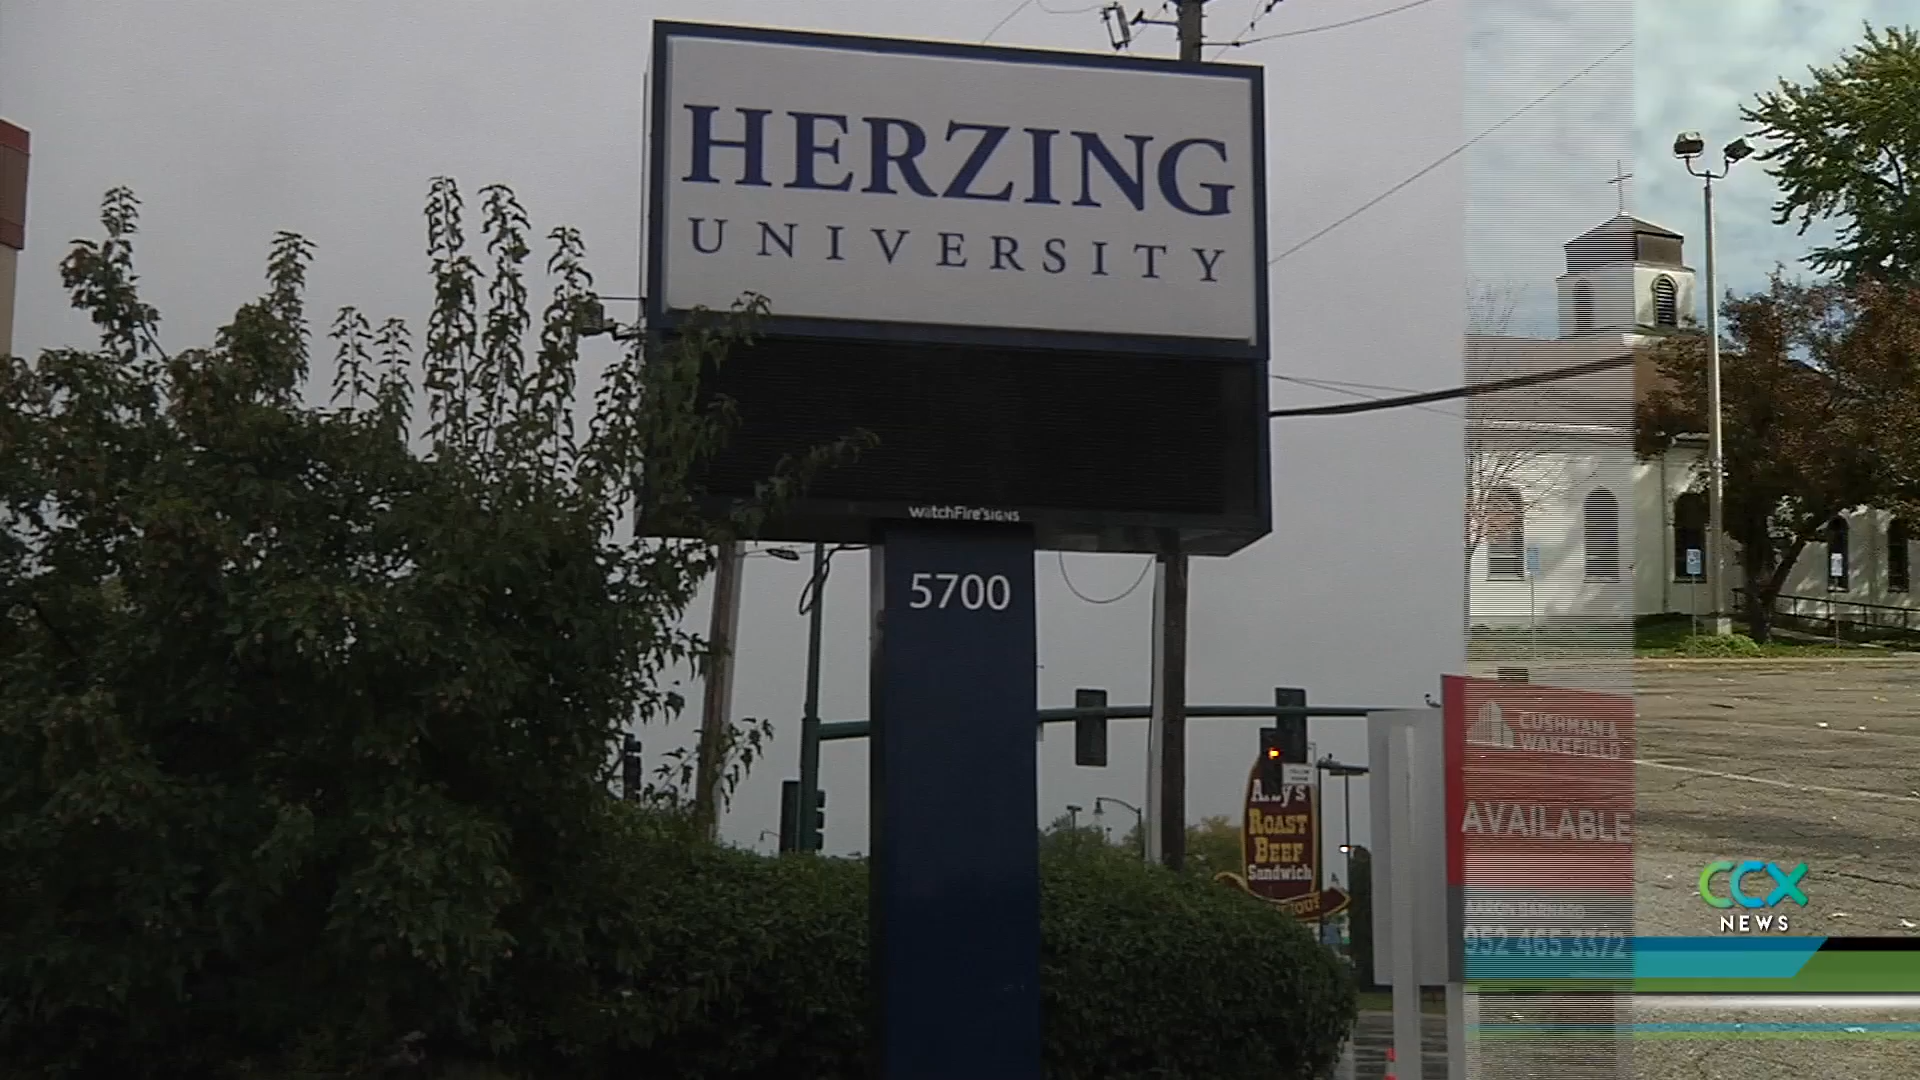 HERZING
UNIVERSITY
watchFire SIGNS
5700
Arby's
ROAST
BEEF
Sandwich
CUSHMAN &
WAKEFIELD
AVAILABLE
952 465 3372
CCX
NEWS